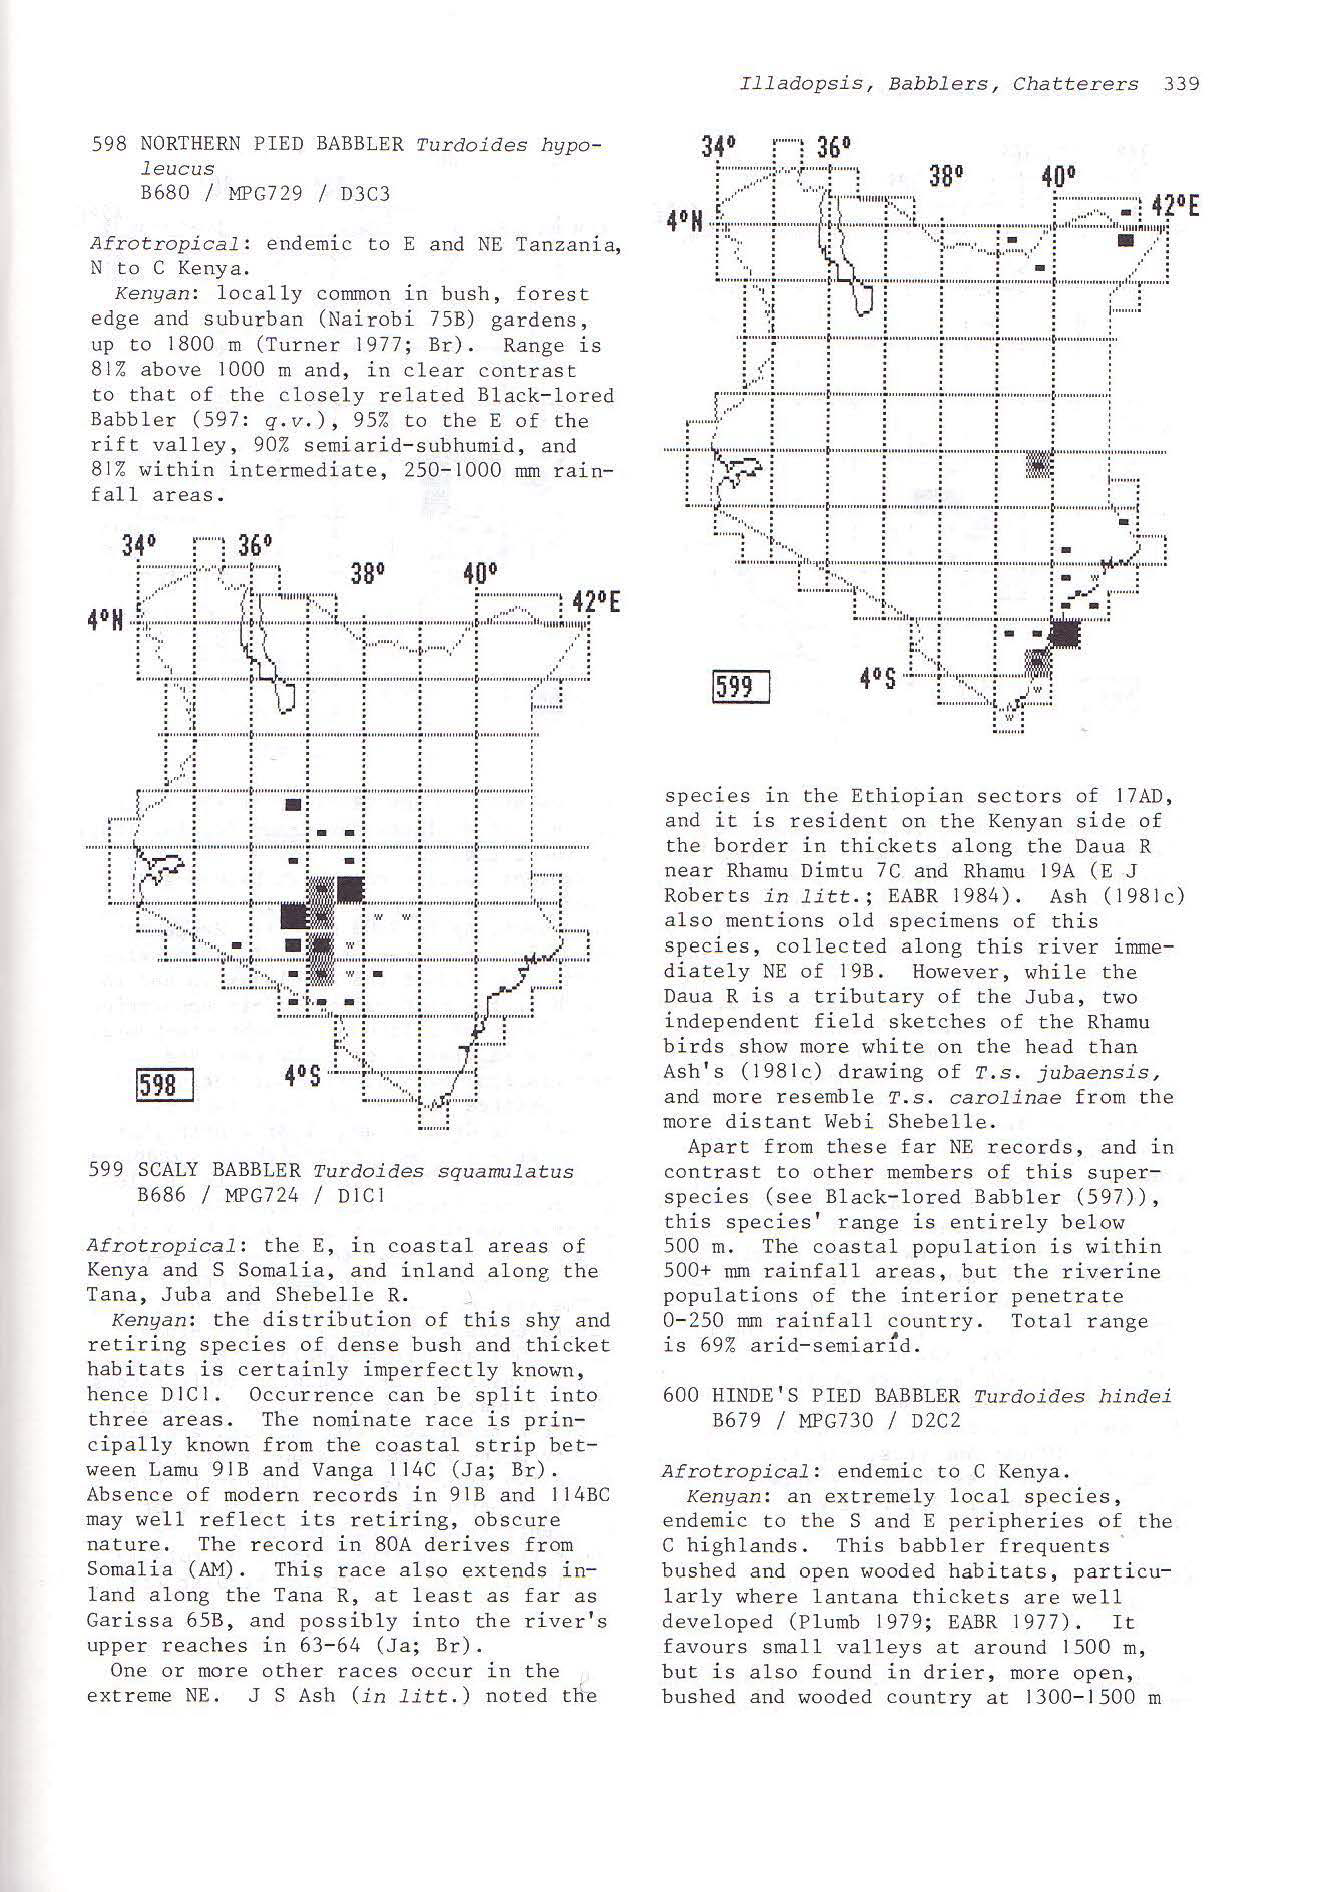 Illadopsis, Babblers, Chatterers 339
598 NORTHERN PIED BABBLER Turdoides hypo-
leucus
B680 / MPG729 / D3C3
Afrotropical: endemic to E and NE Tanzania,
N to C Kenya.
Kenyan: locally common in bush, forest
edge and suburban (Nairobi 75B) gardens,
up to 1800 m (Turner 1977; Br). Range is
81% above 1000 m and, in clear contrast
to that of the closely related Black-lored
Babbler (597: q.v.), 95% to the E of the
rift valley, 90% semiarid-subhumid, and
81% within intermediate, 250-1000 mm rain-
fall areas.
34° 36°
38° 40°
4°N 42°E
w w
w
w
598 4°S
599 SCALY BABBLER Turdoides squamulatus
B686 / MPG724 / D1C1
Afrotropical: the E, in coastal areas of
Kenya and S Somalia, and inland along the
Tana, Juba and Shebelle R.
Kenyan: the distribution of this shy and
retiring species of dense bush and thicket
habitats is certainly imperfectly known,
hence D1C1. Occurrence can be split into
three areas. The nominate race is prin-
cipally known from the coastal strip bet-
ween Lamu 91B and Vanga 114C (Ja; Br).
Absence of modern records in 91B and 114BC
may well reflect its retiring, obscure
nature. The record in 80A derives from
Somalia (AM). This race also extends in-
land along the Tana R, at least as far as
Garissa 65B, and possibly into the river's
upper reaches in 63-64 (Ja; Br).
One or more other races occur in the
extreme NE. J S Ash (in litt.) noted the
34° 36°
38° 40°
4°N 42°E
w
599 4°S
w
w
species in the Ethiopian sectors of 17AD,
and it is resident on the Kenyan side of
the border in thickets along the Daua R
near Rhamu Dimtu 7C and Rhamu 19A (E J
Roberts in litt.; EABR 1984). Ash (1981c)
also mentions old specimens of this
species, collected along this river imme-
diately NE of 19B. However, while the
Daua R is a tributary of the Juba, two
independent field sketches of the Rhamu
birds show more white on the head than
Ash's (1981c) drawing of T.s. jubaensis,
and more resemble T.s. carolinae from the
more distant Webi Shebelle.
Apart from these far NE records, and in
contrast to other members of this super-
species (see Black-lored Babbler (597)),
this species' range is entirely below
500 m. The coastal population is within
500+ mm rainfall areas, but the riverine
populations of the interior penetrate
0-250 mm rainfall country. Total range
is 69% arid-semiarid.
600 HINDE'S PIED BABBLER Turdoides hindei
B679 / MPG730 / D2C2
Afrotropical: endemic to C Kenya.
Kenyan: an extremely local species,
endemic to the S and E peripheries of the
C highlands. This babbler frequents
bushed and open wooded habitats, particu-
larly where lantana thickets are well
developed (Plumb 1979; EABR 1977). It
favours small valleys at around 1500 m,
but is also found in drier, more open,
bushed and wooded country at 1300-1500 m